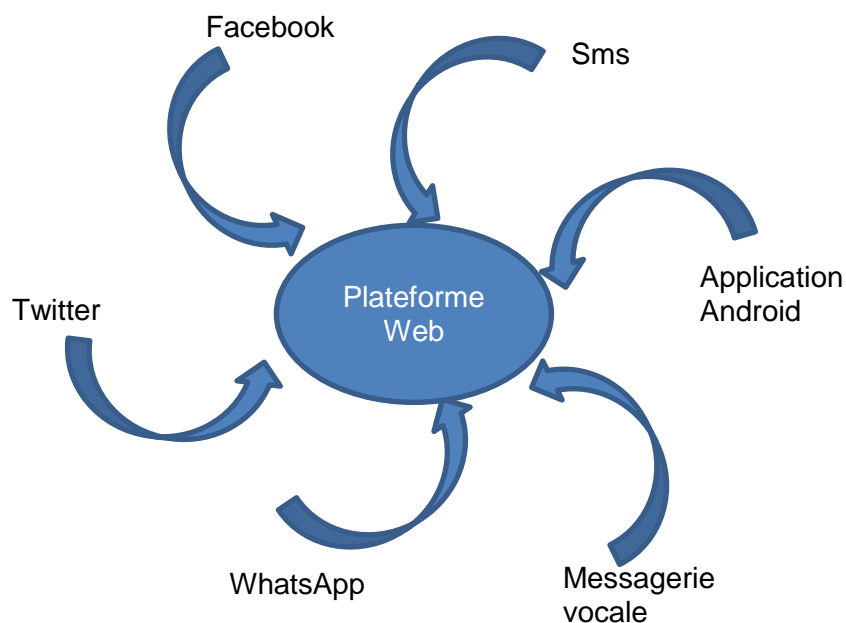 Facebook
Sms
Application
Android
Plateforme
Web
Twitter
WhatsApp
Messagerie
vocale